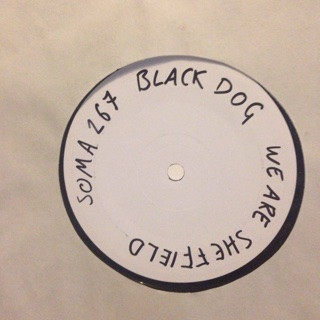 SOMA 267
BLACK DOG
WE ARE SHEFFIELD